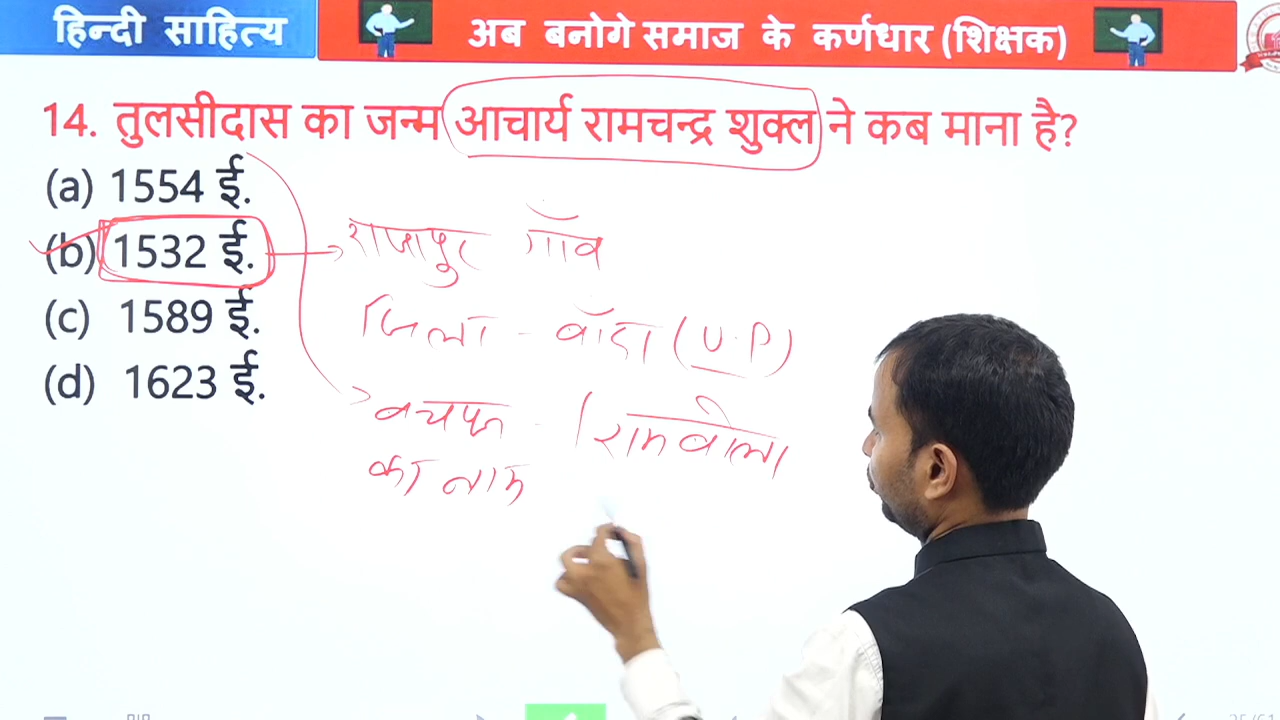 हिन्दी साहित्य
अब बनोगे समाज के कर्णधार (शिक्षक)
14. तुलसीदास का जन्म आचार्य रामचन्द्र शुक्ल ने कब माना है?
(a) 1554 ई.
(b) 1532 ई.
(c) 1589 ई.
(d) 1623 ई.
राजापुर गाँव
जिला - बाँदा (U.P)
बचपन - रामबोला
का नाम